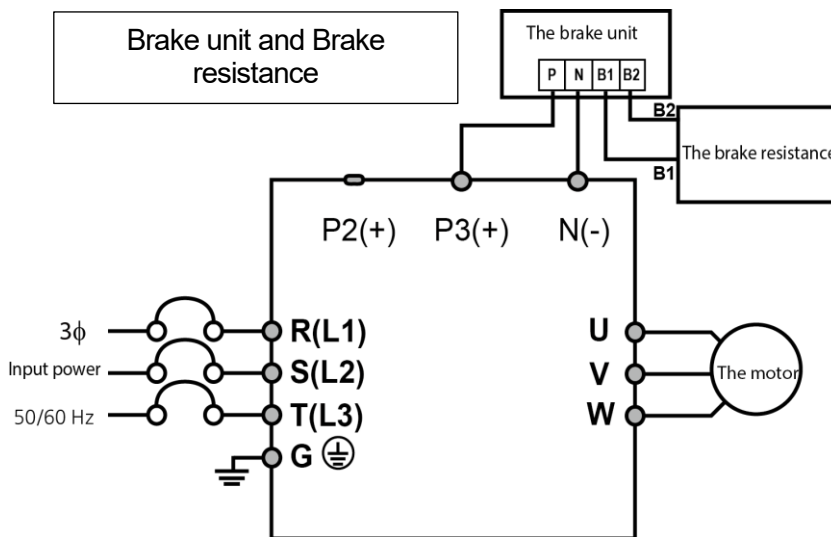 Brake unit and Brake
resistance
The brake unit
P N B1 B2
B2
The brake resistance
B1
P2(+) P3(+) N(-)
3ϕ
R(L1)
U
Input power
S(L2)
V
The motor
50/60 Hz
T(L3)
W
G